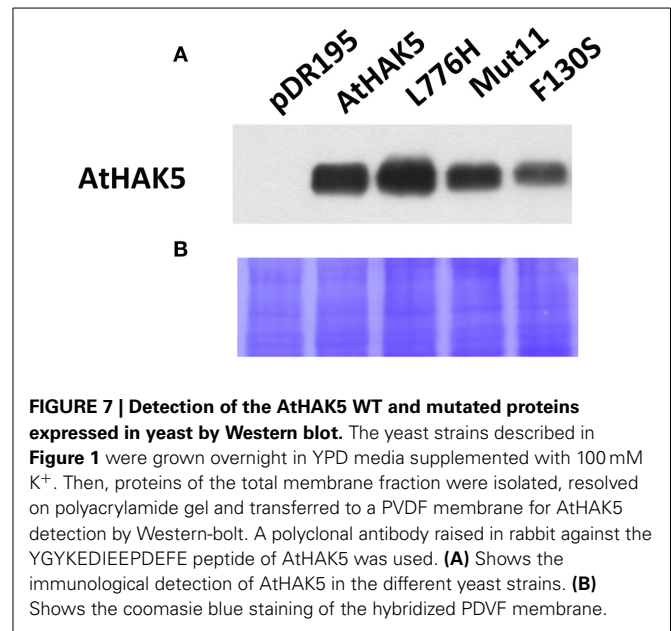 A
pDR195 AtHAK5 L776H Mut11 F130S
AtHAK5
B
FIGURE 7 | Detection of the AtHAK5 WT and mutated proteins
expressed in yeast by Western blot. The yeast strains described in
Figure 1 were grown overnight in YPD media supplemented with 100 mM
K+. Then, proteins of the total membrane fraction were isolated, resolved
on polyacrylamide gel and transferred to a PVDF membrane for AtHAK5
detection by Western-bolt. A polyclonal antibody raised in rabbit against the
YGYKEDIEEPDEFE peptide of AtHAK5 was used. (A) Shows the
immunological detection of AtHAK5 in the different yeast strains. (B)
Shows the coomasie blue staining of the hybridized PDVF membrane.